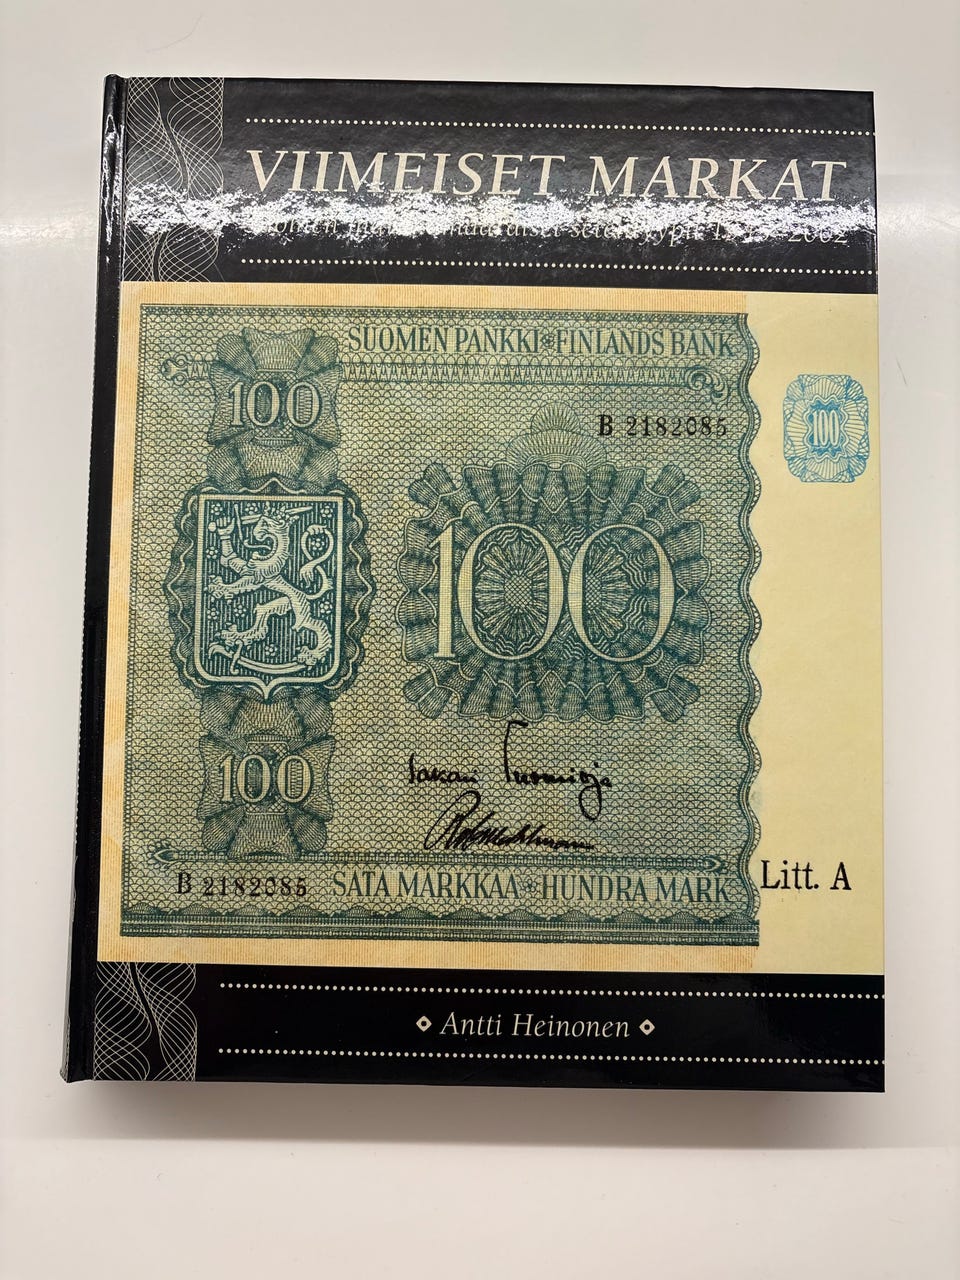 VIIMEISET MARKAT
2002
SUOMEN PANKKI FINLANDS BANK
100
100
B 2182085
100
100
B 2182085
SATA MARKKAA HUNDRA MARK
Litt. A
Antti Heinonen